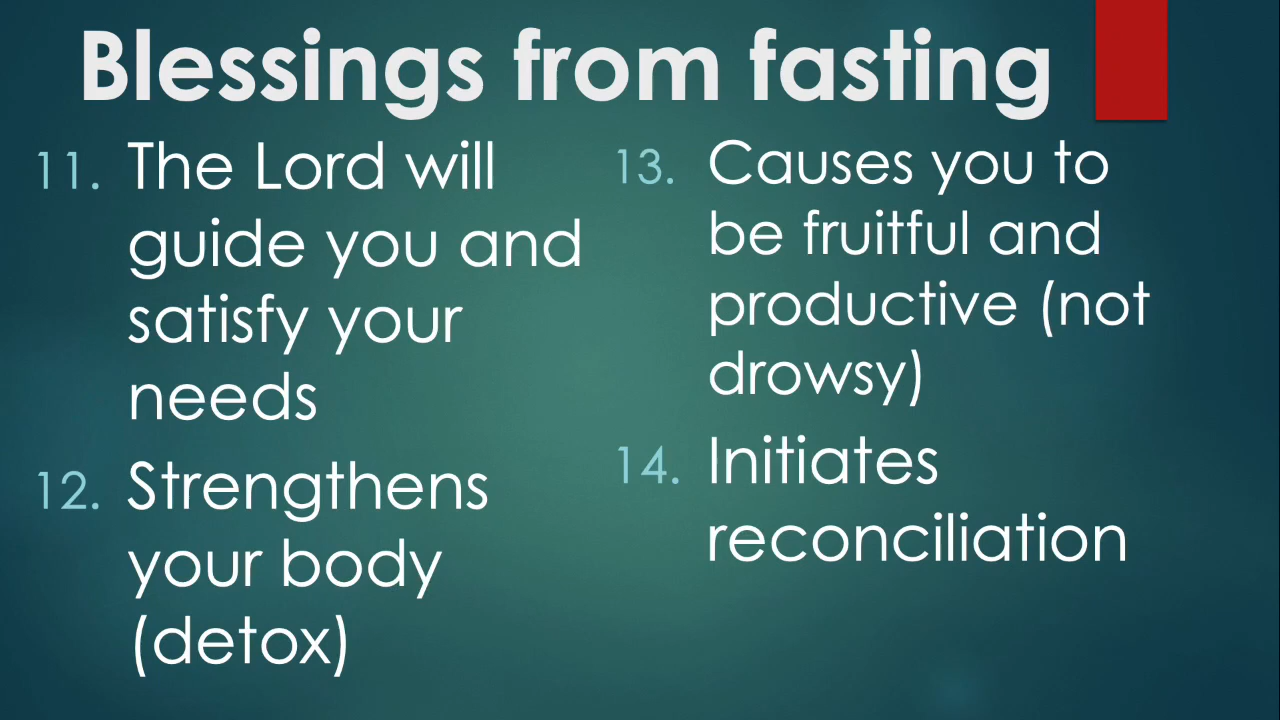 Blessings from fasting
11. The Lord will
guide you and
satisfy your
needs
12. Strengthens
your body
(detox)
13. Causes you to
be fruitful and
productive (not
drowsy)
14. Initiates
reconciliation